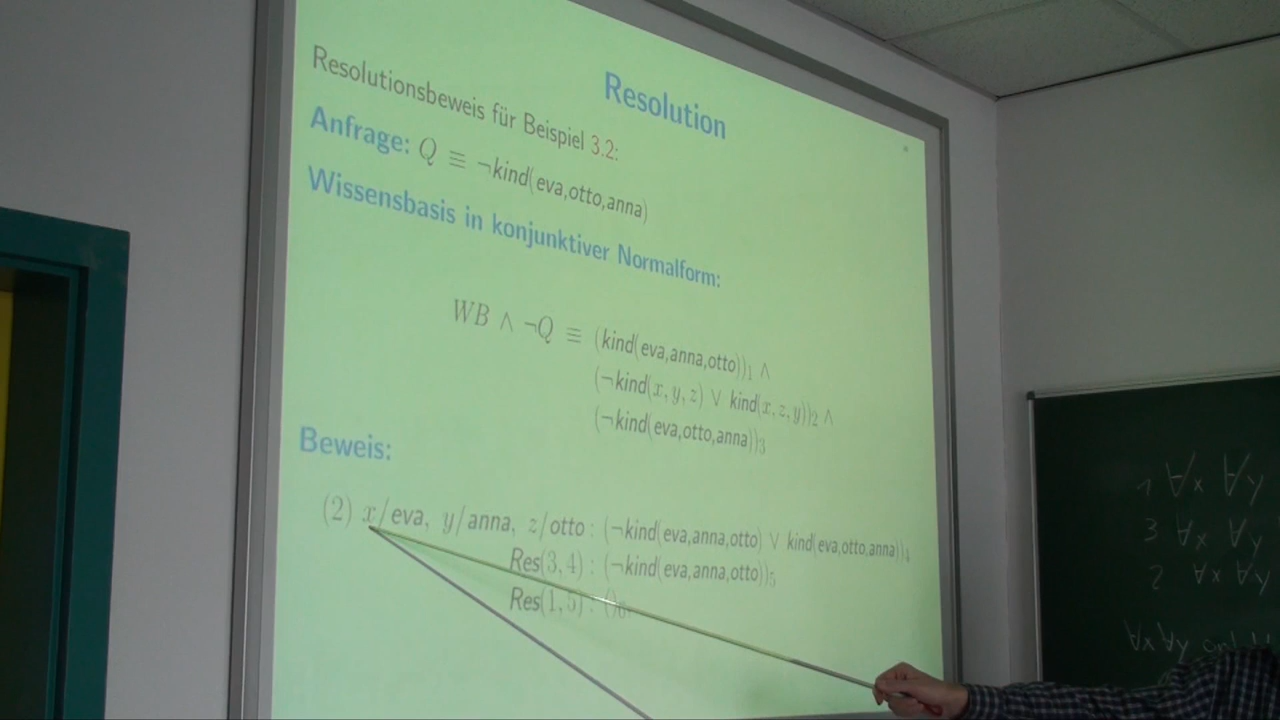 Resolution
Resolutionsbeweis für Beispiel 3.2:
Anfrage: Q ≡ ¬kind(eva,otto,anna)
Wissensbasis in konjunktiver Normalform:
WB ∧ ¬Q ≡ (kind(eva,anna,otto))₁ ∧
(¬kind(x, y, z) ∨ kind(x, z, y))₂ ∧
(¬kind(eva,otto,anna))₃
Beweis:
(2) x/eva, y/anna, z/otto : (¬kind(eva,anna,otto) ∨ kind(eva,otto,anna))₄
Res(3, 4) : (¬kind(eva,anna,otto))₅
Res(1, 5) : ()₆.
1 ∀x ∀y
3 ∀x ∀y
2 ∀x ∀y
∀x ∀y